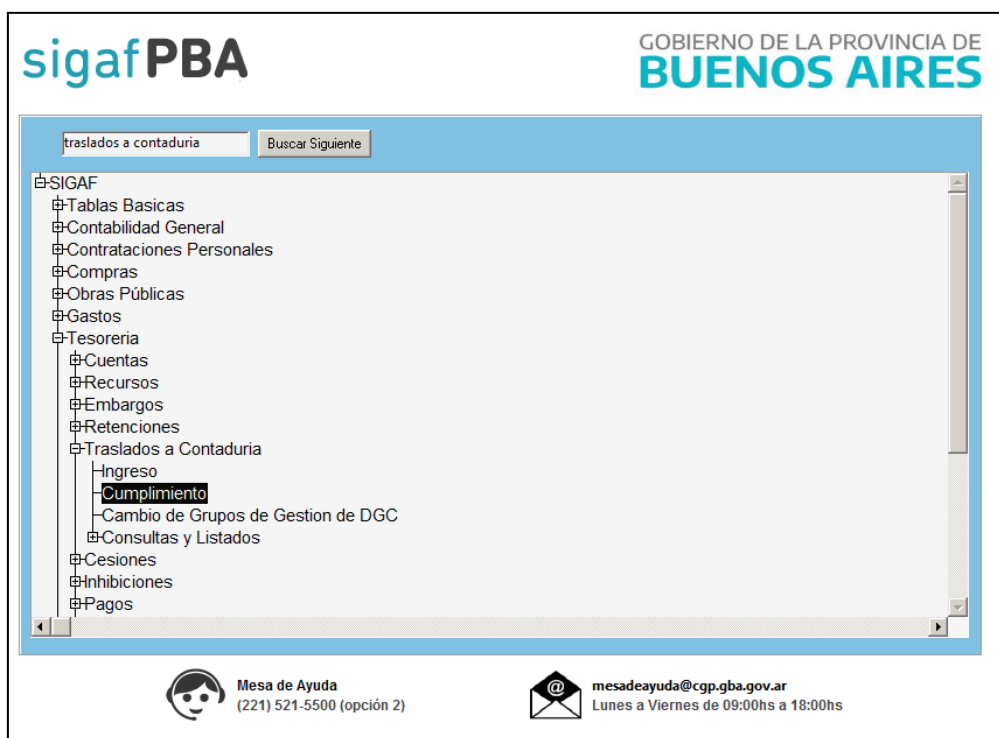 sigafPBA
GOBIERNO DE LA PROVINCIA DE
BUENOS AIRES
traslados a contaduria
Buscar Siguiente
SIGAF
Tablas Basicas
Contabilidad General
Contrataciones Personales
Compras
Obras Públicas
Gastos
Tesoreria
Cuentas
Recursos
Embargos
Retenciones
Traslados a Contaduria
Ingreso
Cumplimiento
Cambio de Grupos de Gestion de DGC
Consultas y Listados
Cesiones
Inhibiciones
Pagos
Mesa de Ayuda
(221) 521-5500 (opción 2)
@
mesadeayuda@cgp.gba.gov.ar
Lunes a Viernes de 09:00hs a 18:00hs